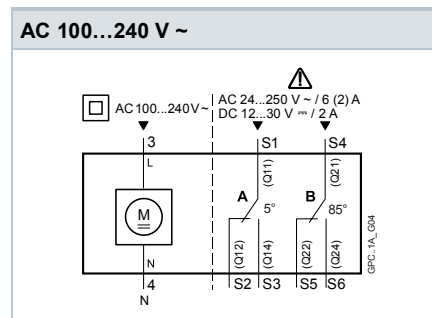 AC 100…240 V ~
AC 100...240V~
AC 24...250 V ~ / 6 (2) A
DC 12...30 V ⎓ / 2 A
3 S1 S4
L (Q11) (Q21)
A B
M 5° 85°
(Q12) (Q14) (Q22) (Q24)
N
4 S2 S3 S5 S6
N
GPC..1A_G04